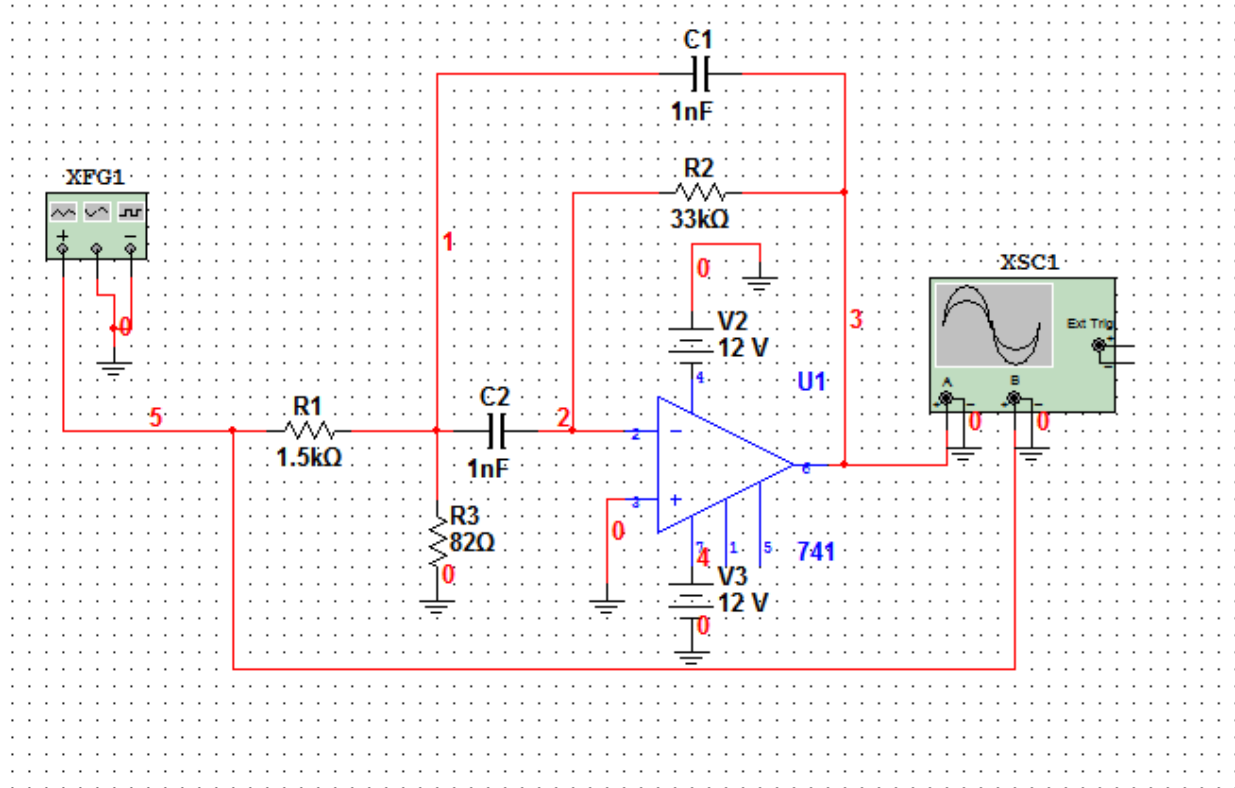 C1
1nF
R2
33kΩ
XFG1
+
−
1
0
0
XSC1
Ext Trig
+
−
A
B
+
−
+
−
0
0
V2
12 V
3
4
U1
5
R1
1.5kΩ
C2
1nF
2
2
−
6
3
+
0
R3
82Ω
0
7
4
1
5
741
V3
12 V
0